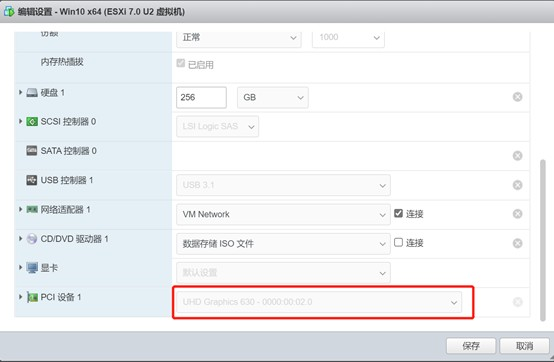 编辑设置 - Win10 x64 (ESXi 7.0 U2 虚拟机)
份额 正常 1000
内存热插拔 已启用
硬盘 1 256 GB
SCSI 控制器 0 LSI Logic SAS
SATA 控制器 0
USB 控制器 1 USB 3.1
网络适配器 1 VM Network 连接
CD/DVD 驱动器 1 数据存储 ISO 文件 连接
显卡 默认设置
PCI 设备 1 UHD Graphics 630 - 0000:00:02.0
保存 取消